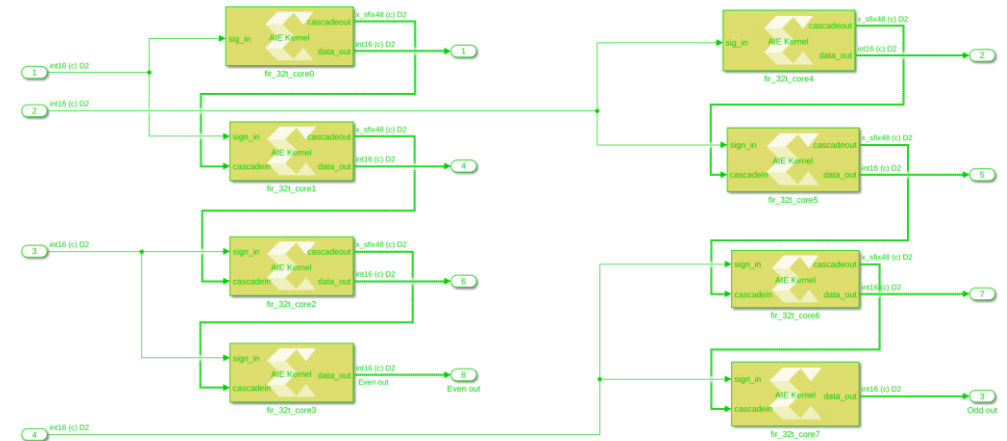 x_sfix48 (c) D2
cascadeout
sig_in
AIE Kernel
int16 (c) D2
data_out
1
fir_32t_core0
x_sfix48 (c) D2
cascadeout
sig_in
AIE Kernel
int16 (c) D2
data_out
2
fir_32t_core4
int16 (c) D2
1
int16 (c) D2
2
x_sfix48 (c) D2
sign_in
cascadeout
AIE Kernel
int16 (c) D2
cascadein
data_out
4
fir_32t_core1
x_sfix48 (c) D2
sign_in
cascadeout
AIE Kernel
int16 (c) D2
cascadein
data_out
5
fir_32t_core5
int16 (c) D2
3
x_sfix48 (c) D2
sign_in
cascadeout
AIE Kernel
int16 (c) D2
cascadein
data_out
6
fir_32t_core2
x_sfix48 (c) D2
sign_in
cascadeout
AIE Kernel
int16 (c) D2
cascadein
data_out
7
fir_32t_core6
sign_in
AIE Kernel
int16 (c) D2
data_out
Even out
8
Even out
cascadein
fir_32t_core3
sign_in
AIE Kernel
int16 (c) D2
data_out
3
Odd out
cascadein
fir_32t_core7
int16 (c) D2
4